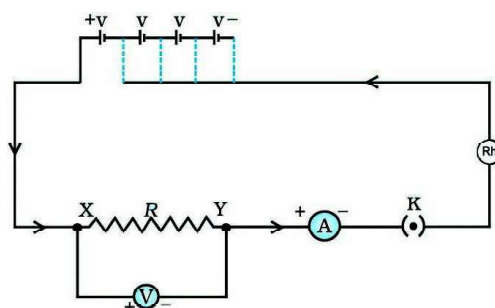 +v v v v-
Rh
X R Y + A - K
+ V -